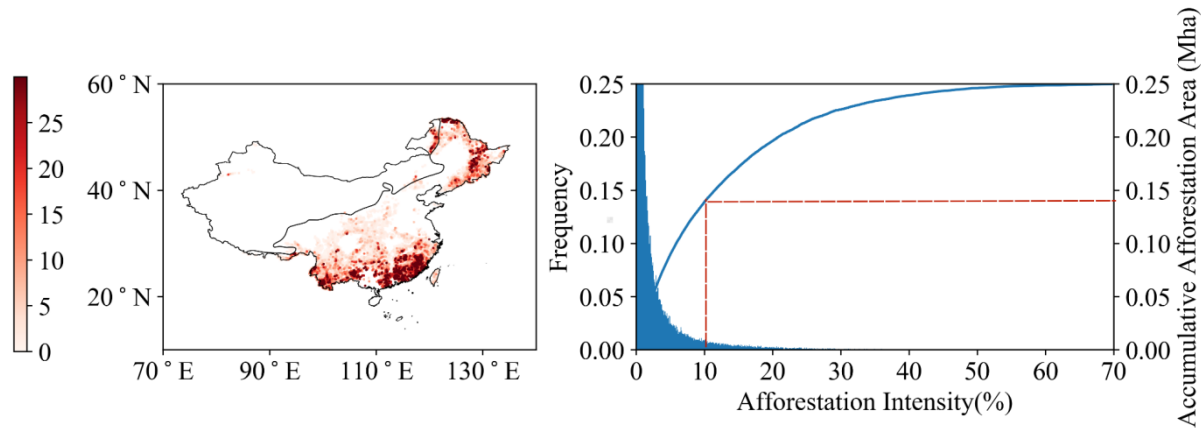 25
20
15
10
5
0
60°N
40°N
20°N
70°E
90°E
110°E
130°E
Frequency
0.25
0.20
0.15
0.10
0.05
0.00
0
10
20
30
40
50
60
70
Afforestation Intensity(%)
0.25
0.20
0.15
0.10
0.05
0.00
Accumulative Afforestation Area (Mha)